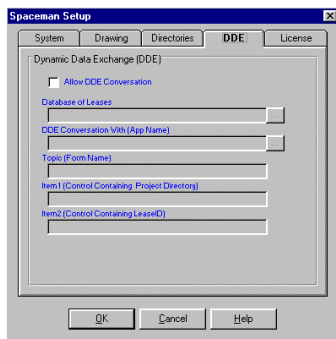 Spaceman Setup
System
Drawing
Directories
DDE
License
Dynamic Data Exchange (DDE)
Allow DDE Conversation
Database of Leases
...
DDE Conversation With (App Name)
...
Topic (Form Name)
Item1 (Control Containing Project Directory)
Item2 (Control Containing LeaseID)
OK
Cancel
Help